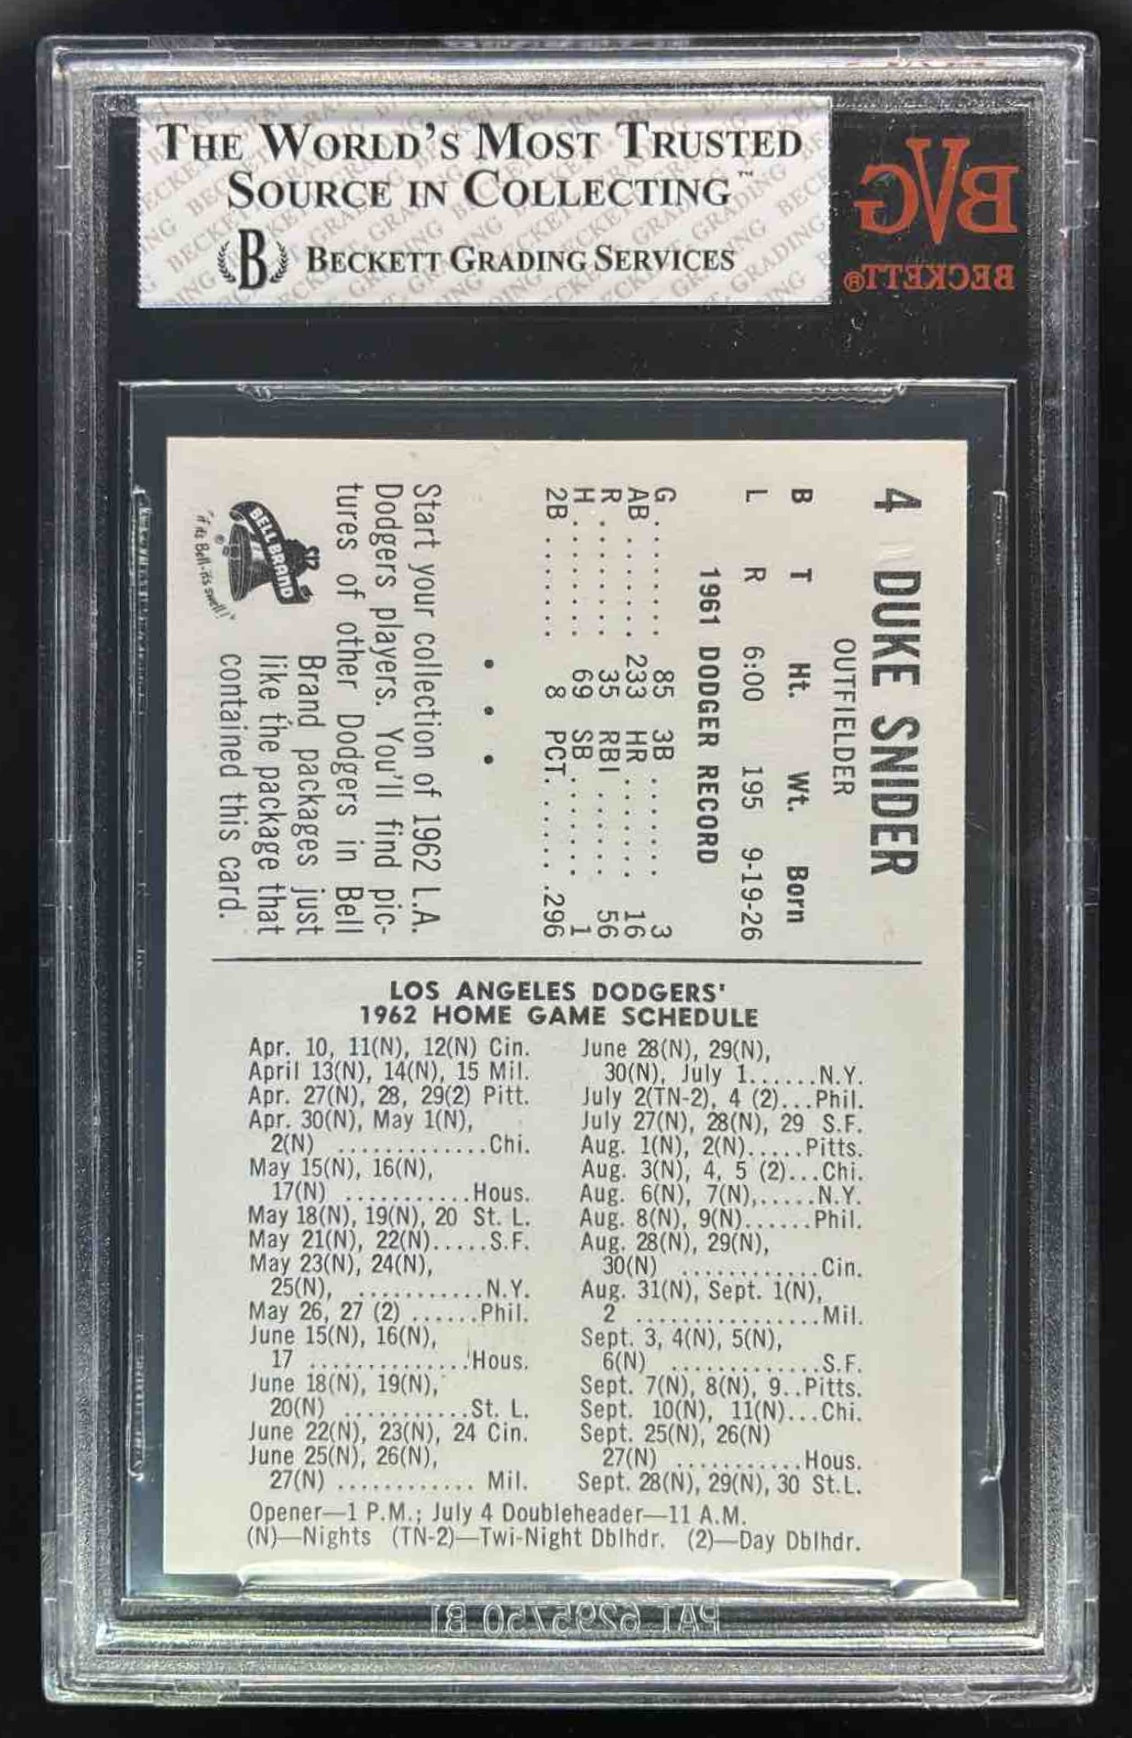 THE WORLD'S MOST TRUSTED
SOURCE IN COLLECTING™
B BECKETT GRADING SERVICES
BVG
BECKETT®
4 DUKE SNIDER
OUTFIELDER
B T Ht. Wt. Born
L R 6:00 195 9-19-26
1961 DODGER RECORD
G. . . . . . . . 85 3B . . . . . . . 3
AB . . . . . . . 233 HR . . . . . . . 16
R . . . . . . . . 35 RBI . . . . . . 56
H . . . . . . . . 69 SB . . . . . . . 1
2B . . . . . . . 8 PCT. . . . . . . .296
• • •
Start your collection of 1962 L.A.
Dodgers players. You'll find pic-
tures of other Dodgers in Bell
Brand packages just
like the package that
contained this card.
BELL BRAND
®
"if its Bell-it's swell!"
LOS ANGELES DODGERS'
1962 HOME GAME SCHEDULE
Apr. 10, 11(N), 12(N) Cin.
April 13(N), 14(N), 15 Mil.
Apr. 27(N), 28, 29(2) Pitt.
Apr. 30(N), May 1(N),
2(N) .............Chi.
May 15(N), 16(N),
17(N) ...........Hous.
May 18(N), 19(N), 20 St. L.
May 21(N), 22(N).....S.F.
May 23(N), 24(N),
25(N), ...........N.Y.
May 26, 27 (2) ......Phil.
June 15(N), 16(N),
17 ..............Hous.
June 18(N), 19(N),
20(N) ...........St. L.
June 22(N), 23(N), 24 Cin.
June 25(N), 26(N),
27(N) ............ Mil.
June 28(N), 29(N),
30(N), July 1......N.Y.
July 2(TN-2), 4 (2)...Phil.
July 27(N), 28(N), 29 S.F.
Aug. 1(N), 2(N).....Pitts.
Aug. 3(N), 4, 5 (2)...Chi.
Aug. 6(N), 7(N),.....N.Y.
Aug. 8(N), 9(N)......Phil.
Aug. 28(N), 29(N),
30(N) ............Cin.
Aug. 31(N), Sept. 1(N),
2 ................Mil.
Sept. 3, 4(N), 5(N),
6(N) .............S.F.
Sept. 7(N), 8(N), 9..Pitts.
Sept. 10(N), 11(N)...Chi.
Sept. 25(N), 26(N)
27(N) ...........Hous.
Sept. 28(N), 29(N), 30 St.L.
Opener—1 P.M.; July 4 Doubleheader—11 A.M.
(N)—Nights (TN-2)—Twi-Night Dblhdr. (2)—Day Dblhdr.
PAT 6295750 B1